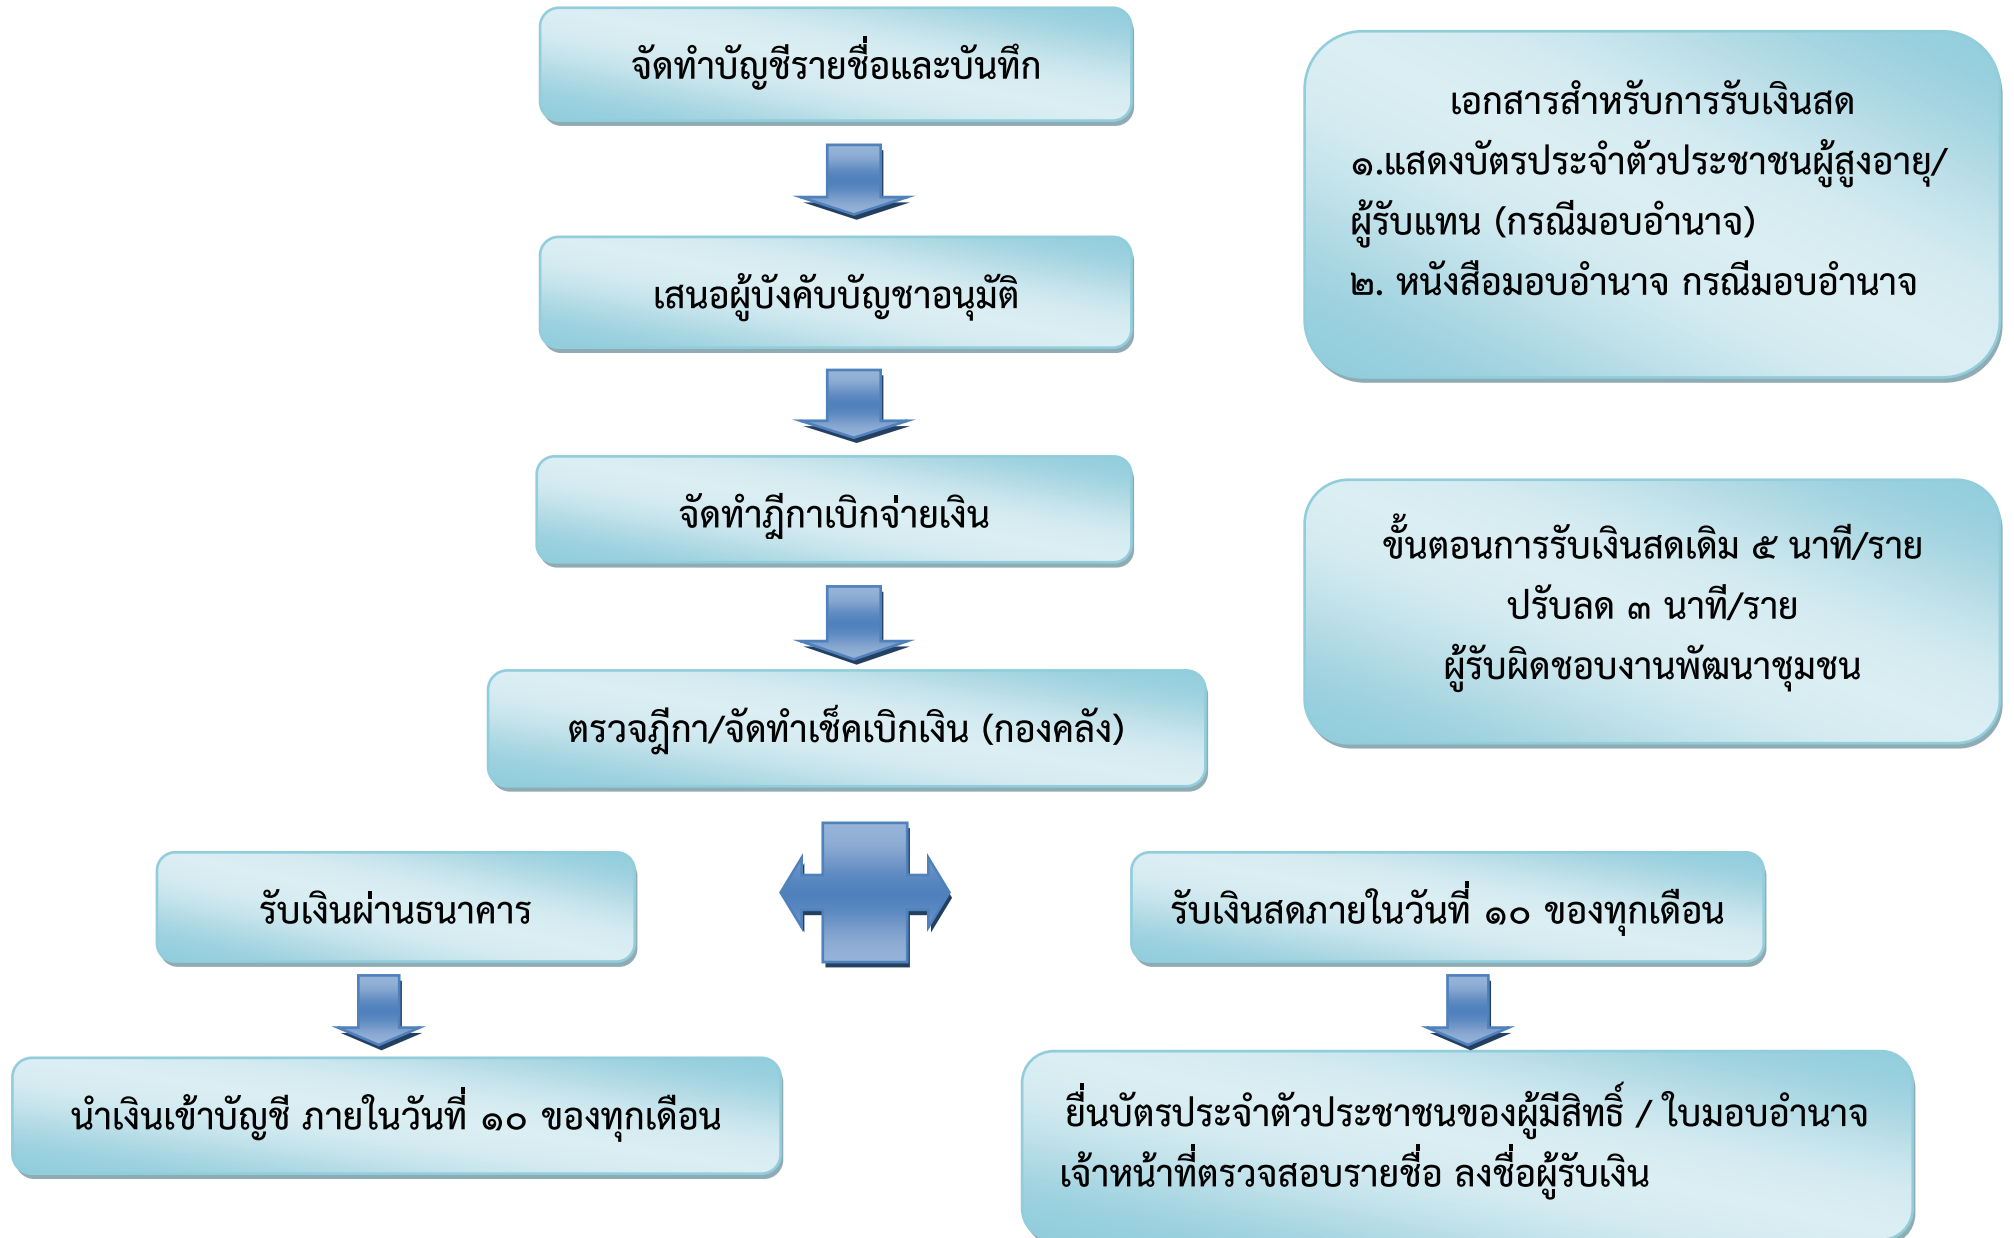 จัดทำบัญชีรายชื่อและบันทึก
เสนอผู้บังคับบัญชาอนุมัติ
จัดทำฎีกาเบิกจ่ายเงิน
ตรวจฎีกา/จัดทำเช็คเบิกเงิน (กองคลัง)
รับเงินผ่านธนาคาร
นำเงินเข้าบัญชี ภายในวันที่ ๑๐ ของทุกเดือน
รับเงินสดภายในวันที่ ๑๐ ของทุกเดือน
ยื่นบัตรประจำตัวประชาชนของผู้มีสิทธิ์ / ใบมอบอำนาจ
เจ้าหน้าที่ตรวจสอบรายชื่อ ลงชื่อผู้รับเงิน
เอกสารสำหรับการรับเงินสด
๑.แสดงบัตรประจำตัวประชาชนผู้สูงอายุ/
ผู้รับแทน (กรณีมอบอำนาจ)
๒. หนังสือมอบอำนาจ กรณีมอบอำนาจ
ขั้นตอนการรับเงินสดเดิม ๕ นาที/ราย
ปรับลด ๓ นาที/ราย
ผู้รับผิดชอบงานพัฒนาชุมชน